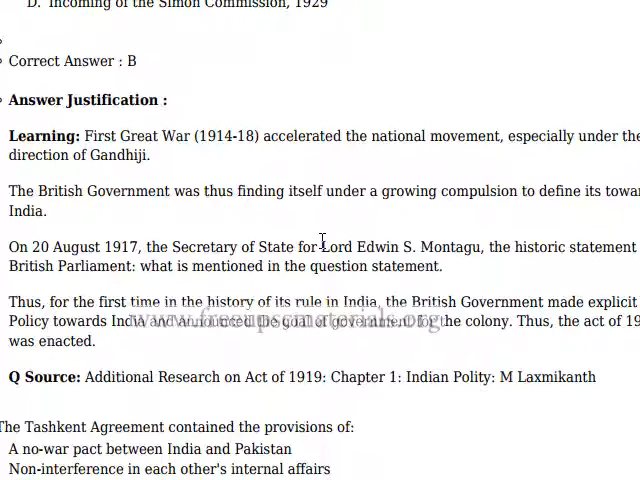 D. Incoming of the Simon Commission, 1929
Correct Answer : B
Answer Justification :
Learning: First Great War (1914-18) accelerated the national movement, especially under the
direction of Gandhiji.
The British Government was thus finding itself under a growing compulsion to define its towar
India.
On 20 August 1917, the Secretary of State for Lord Edwin S. Montagu, the historic statement
British Parliament: what is mentioned in the question statement.
Thus, for the first time in the history of its rule in India, the British Government made explicit
Policy towards India and announced the goal of government for the colony. Thus, the act of 19
www.freeupscmaterials.org
was enacted.
Q Source: Additional Research on Act of 1919: Chapter 1: Indian Polity: M Laxmikanth
The Tashkent Agreement contained the provisions of:
A no-war pact between India and Pakistan
Non-interference in each other's internal affairs